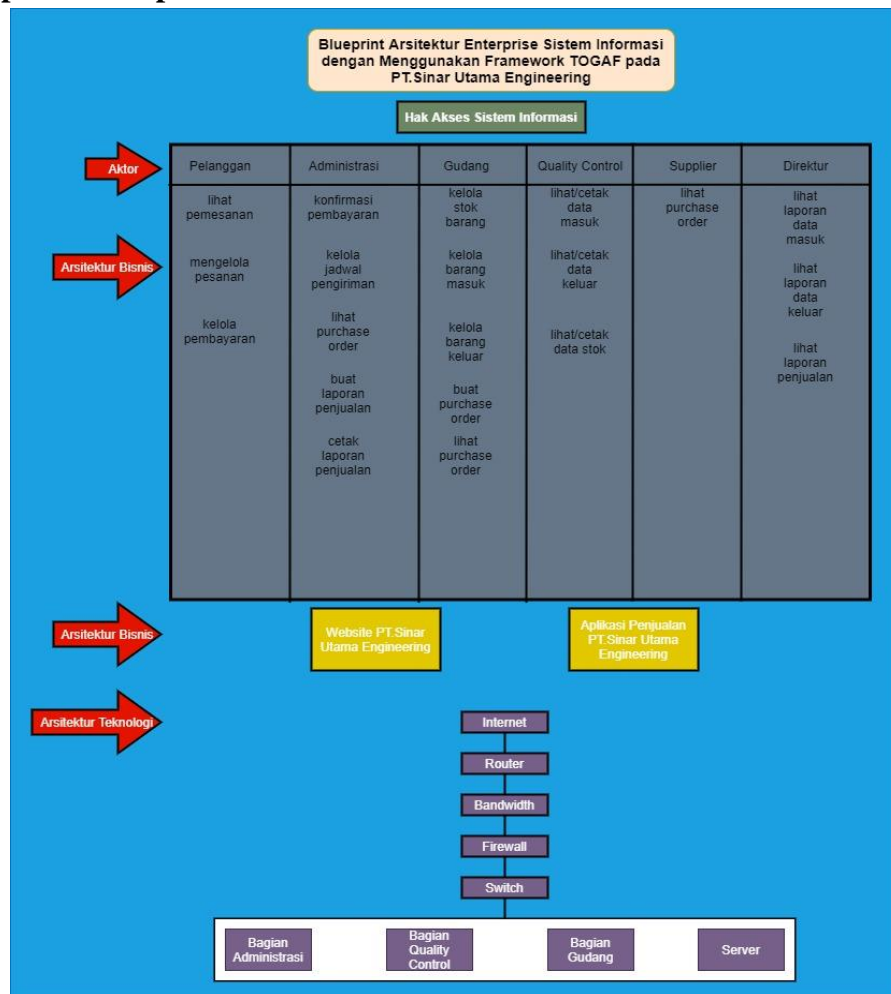 Blueprint Arsitektur Enterprise Sistem Informasi
dengan Menggunakan Framework TOGAF pada
PT.Sinar Utama Engineering
Hak Akses Sistem Informasi
Aktor
Pelanggan
Administrasi
Gudang
Quality Control
Supplier
Direktur
Arsitektur Bisnis
lihat
pemesanan
mengelola
pesanan
kelola
pembayaran
konfirmasi
pembayaran
kelola
jadwal
pengiriman
lihat
purchase
order
buat
laporan
penjualan
cetak
laporan
penjualan
kelola
stok
barang
kelola
barang
masuk
kelola
barang
keluar
buat
purchase
order
lihat
purchase
order
lihat/cetak
data
masuk
lihat/cetak
data
keluar
lihat/cetak
data stok
lihat
purchase
order
lihat
laporan
data
masuk
lihat
laporan
data
keluar
lihat
laporan
penjualan
Arsitektur Bisnis
Website PT.Sinar
Utama Engineering
Aplikasi Penjualan
PT.Sinar Utama
Engineering
Arsitektur Teknologi
Internet
Router
Bandwidth
Firewall
Switch
Bagian
Administrasi
Bagian
Quality
Control
Bagian
Gudang
Server